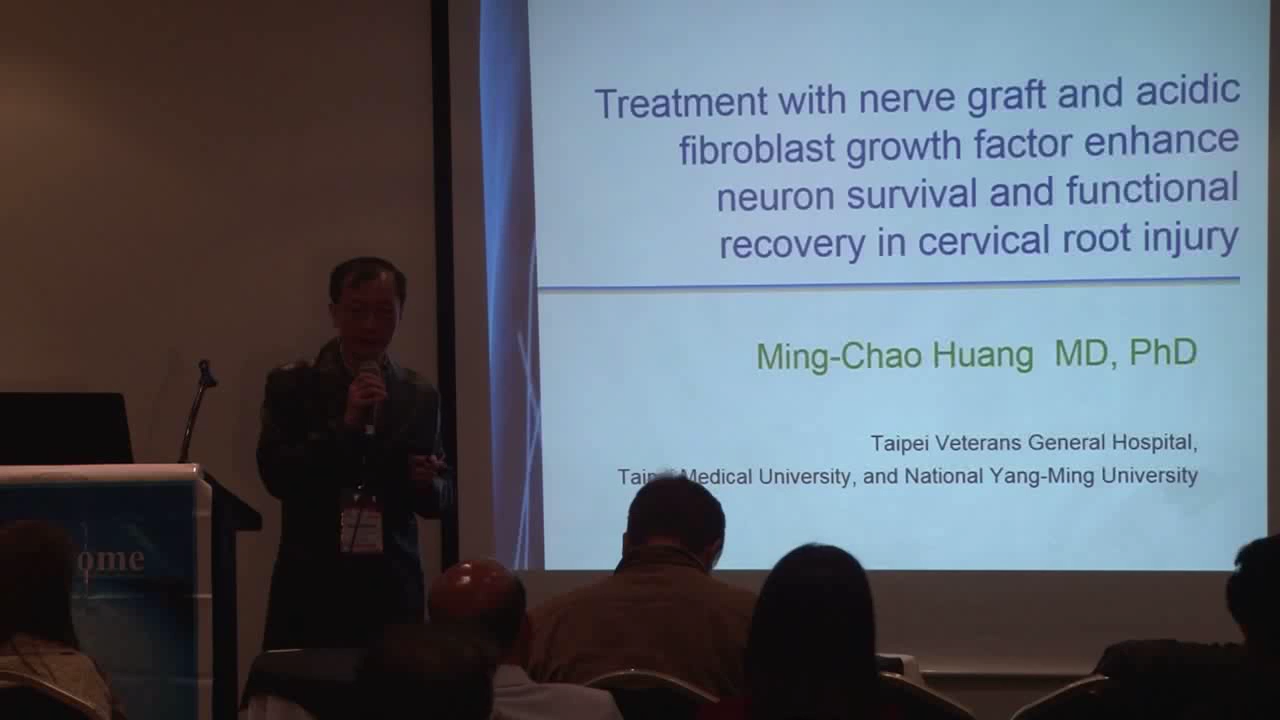 Treatment with nerve graft and acidic
fibroblast growth factor enhance
neuron survival and functional
recovery in cervical root injury
Ming-Chao Huang MD, PhD
Taipei Veterans General Hospital,
Medical University, and National Yang-Ming University